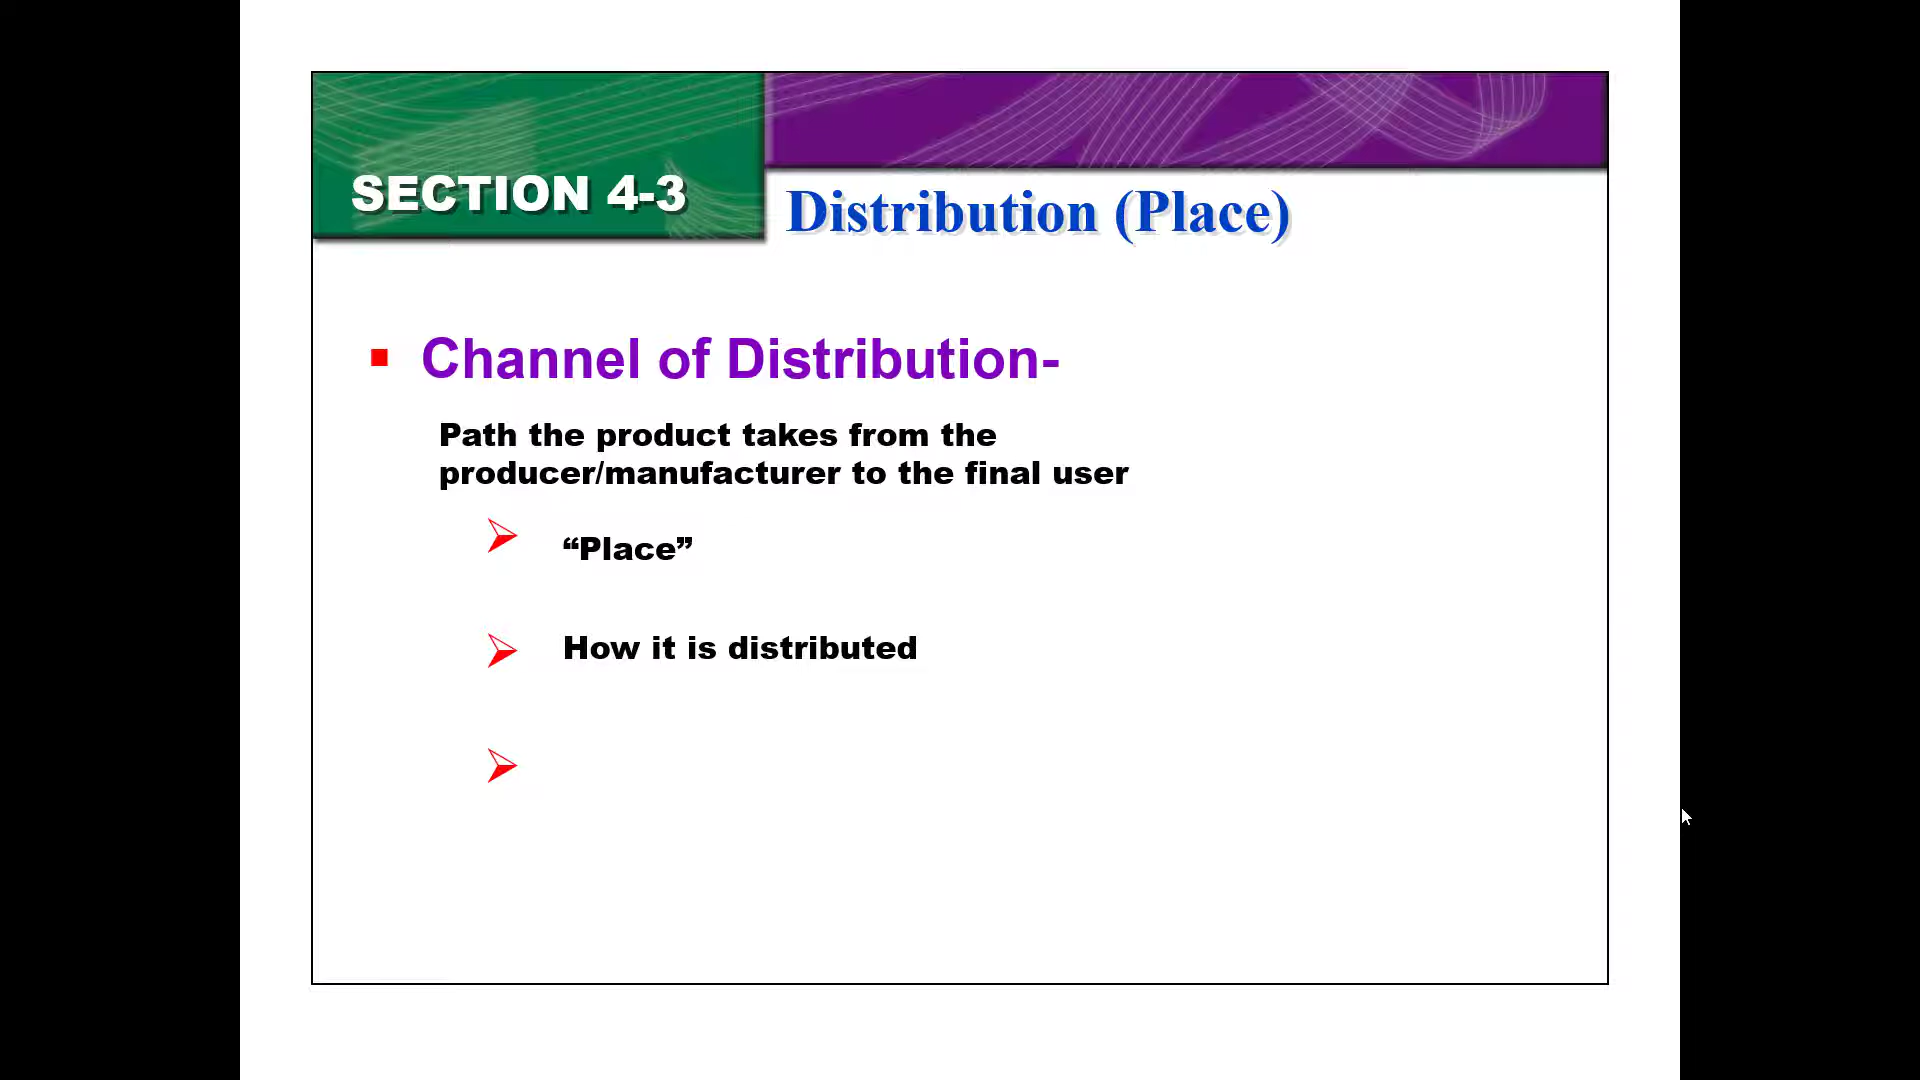 SECTION 4-3
Distribution (Place)
Channel of Distribution-
Path the product takes from the
producer/manufacturer to the final user
“Place”
How it is distributed